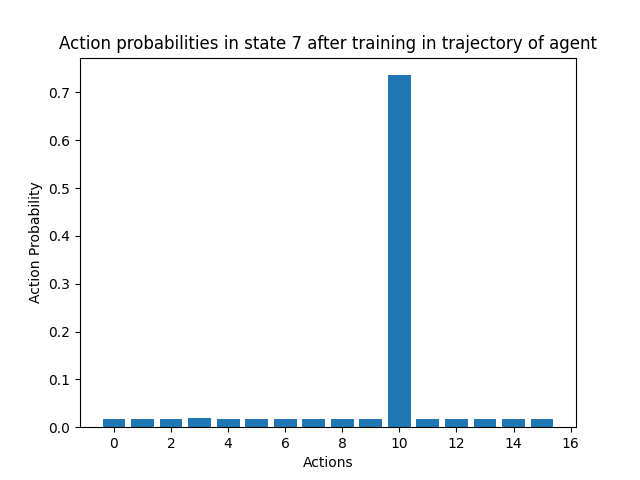 Action probabilities in state 7 after training in trajectory of agent
0.7
0.6
0.5
0.4
0.3
0.2
0.1
0.0
Action Probability
0 2 4 6 8 10 12 14 16
Actions